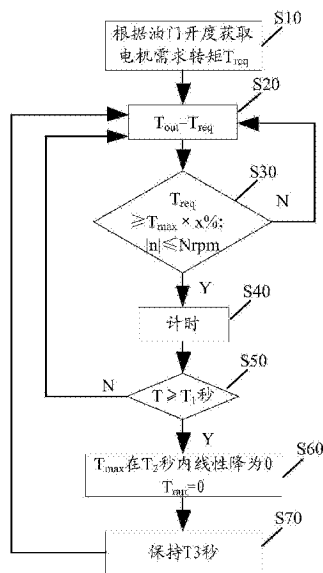 S10
根据油门开度获取
电机需求转矩Treq
S20
Tout=Treq
S30
Treq
≥Tmax×x%;
|n|≤Nrpm
N
Y
S40
计时
S50
T≥T1秒
N
Y
S60
Tmax在T2秒内线性降为0
Tout=0
S70
保持T3秒